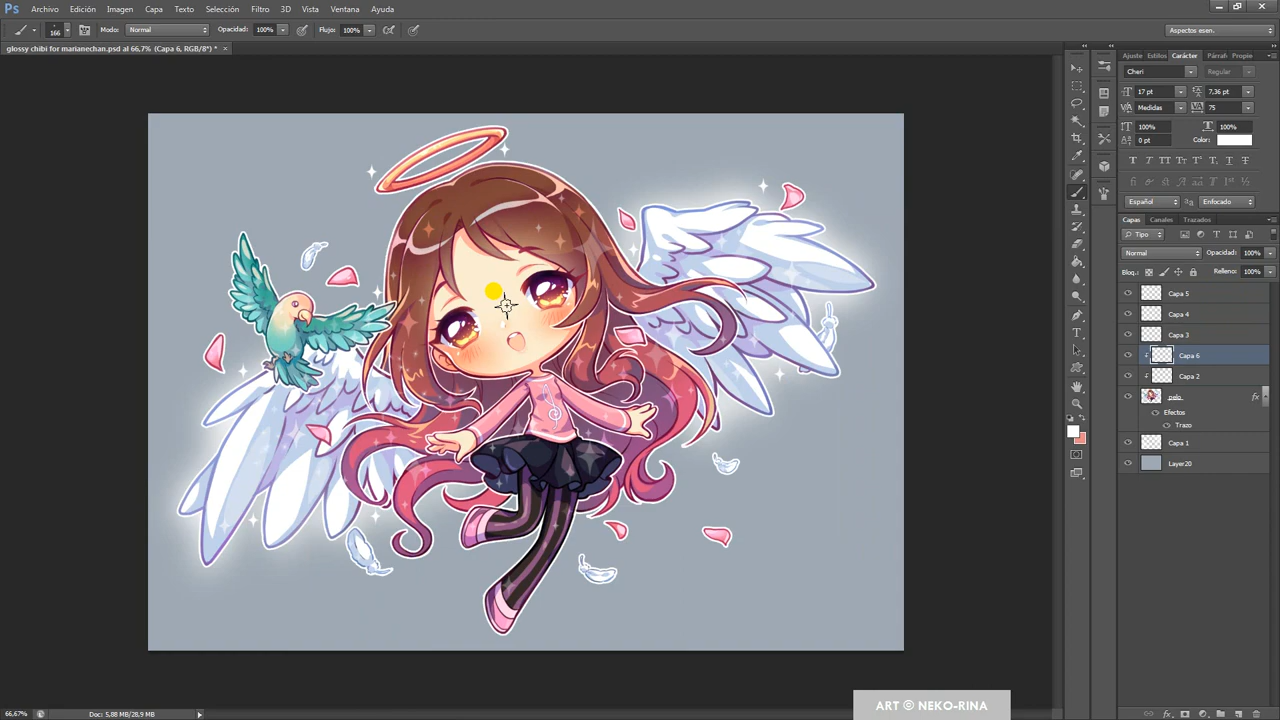 Ps Archivo Edición Imagen Capa Texto Selección Filtro 3D Vista Ventana Ayuda
166 Modo: Normal Opacidad: 100% Flujo: 100% Aspectos esen.
glossy chibi for marianechan.psd al 66,7% (Capa 6, RGB/8*) * ×
Ajuste Estilos Carácter Párraf Propie
Cheri Regular
17 pt 7,36 pt
Medidas 75
100% 100%
0 pt Color:
Español Enfocado
Capas Canales Trazados
Tipo
Normal Opacidad: 100%
Bloq.: Relleno: 100%
Capa 5
Capa 4
Capa 3
Capa 6
Capa 2
pelo fx
Efectos
Trazo
Capa 1
Layer20
ART © NEKO-RINA
66,67% Doc: 5,88 MB/28,9 MB